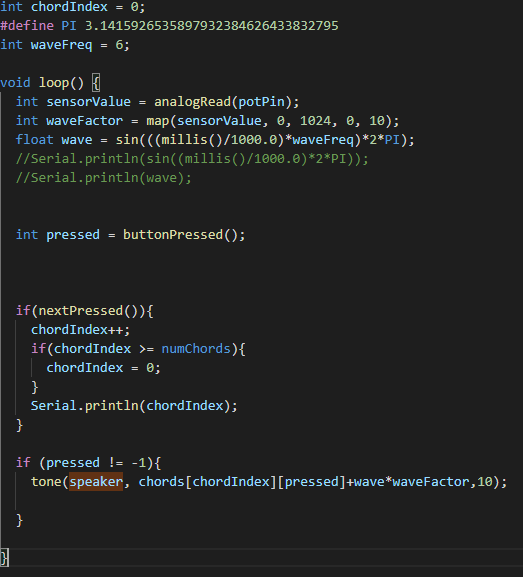 int chordIndex = 0;
#define PI 3.1415926535897932384626433832795
int waveFreq = 6;
void loop() {
int sensorValue = analogRead(potPin);
int waveFactor = map(sensorValue, 0, 1024, 0, 10);
float wave = sin(((millis()/1000.0)*waveFreq)*2*PI);
//Serial.println(sin((millis()/1000.0)*2*PI));
//Serial.println(wave);
int pressed = buttonPressed();
if(nextPressed()){
chordIndex++;
if(chordIndex >= numChords){
chordIndex = 0;
}
Serial.println(chordIndex);
}
if (pressed != -1){
tone(speaker, chords[chordIndex][pressed]+wave*waveFactor,10);
}
}